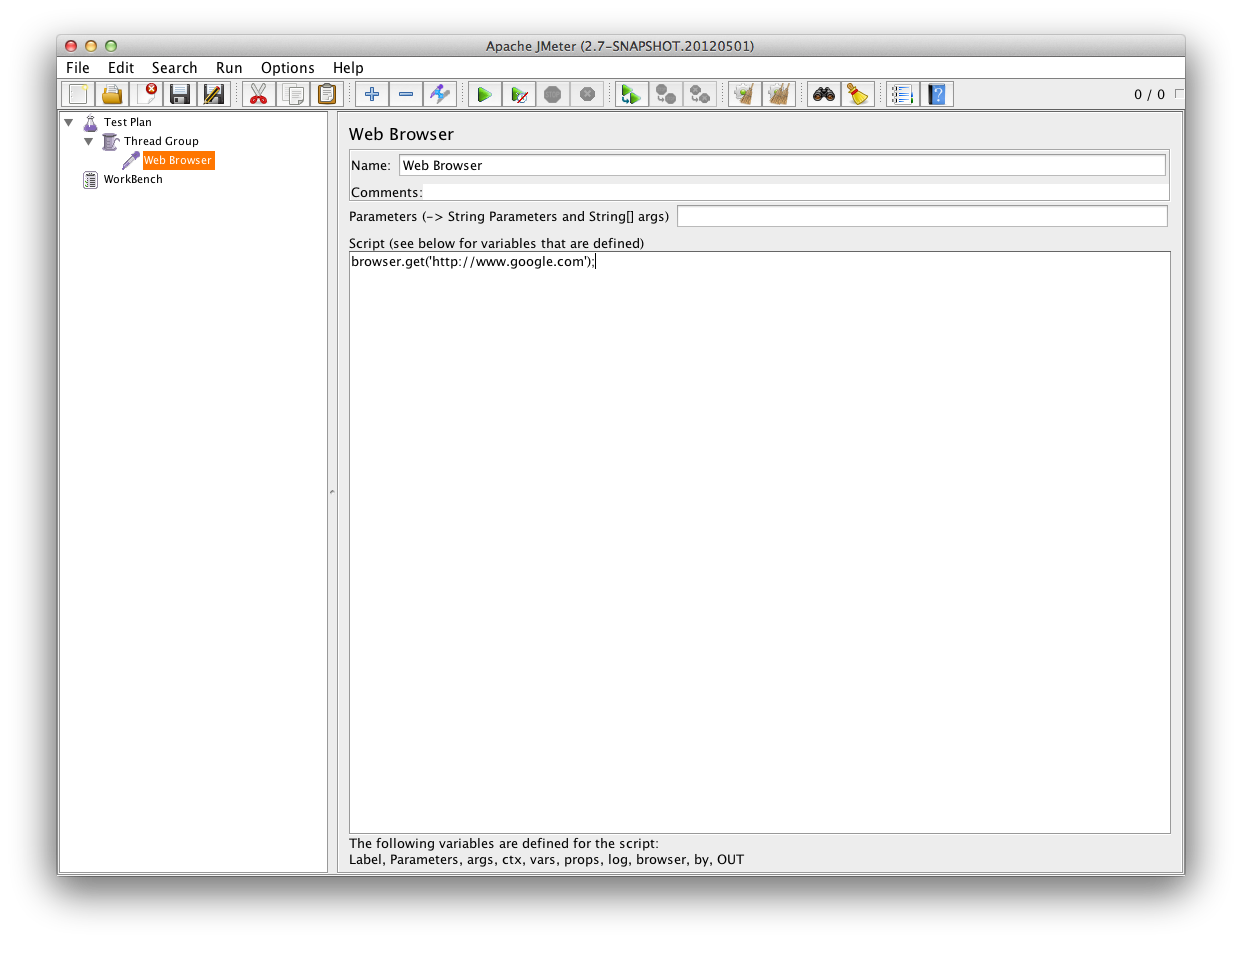 Apache JMeter (2.7-SNAPSHOT.20120501)
File Edit Search Run Options Help
0 / 0
Test Plan
Thread Group
Web Browser
WorkBench
Web Browser
Name: Web Browser
Comments:
Parameters (-> String Parameters and String[] args)
Script (see below for variables that are defined)
browser.get('http://www.google.com');
The following variables are defined for the script:
Label, Parameters, args, ctx, vars, props, log, browser, by, OUT